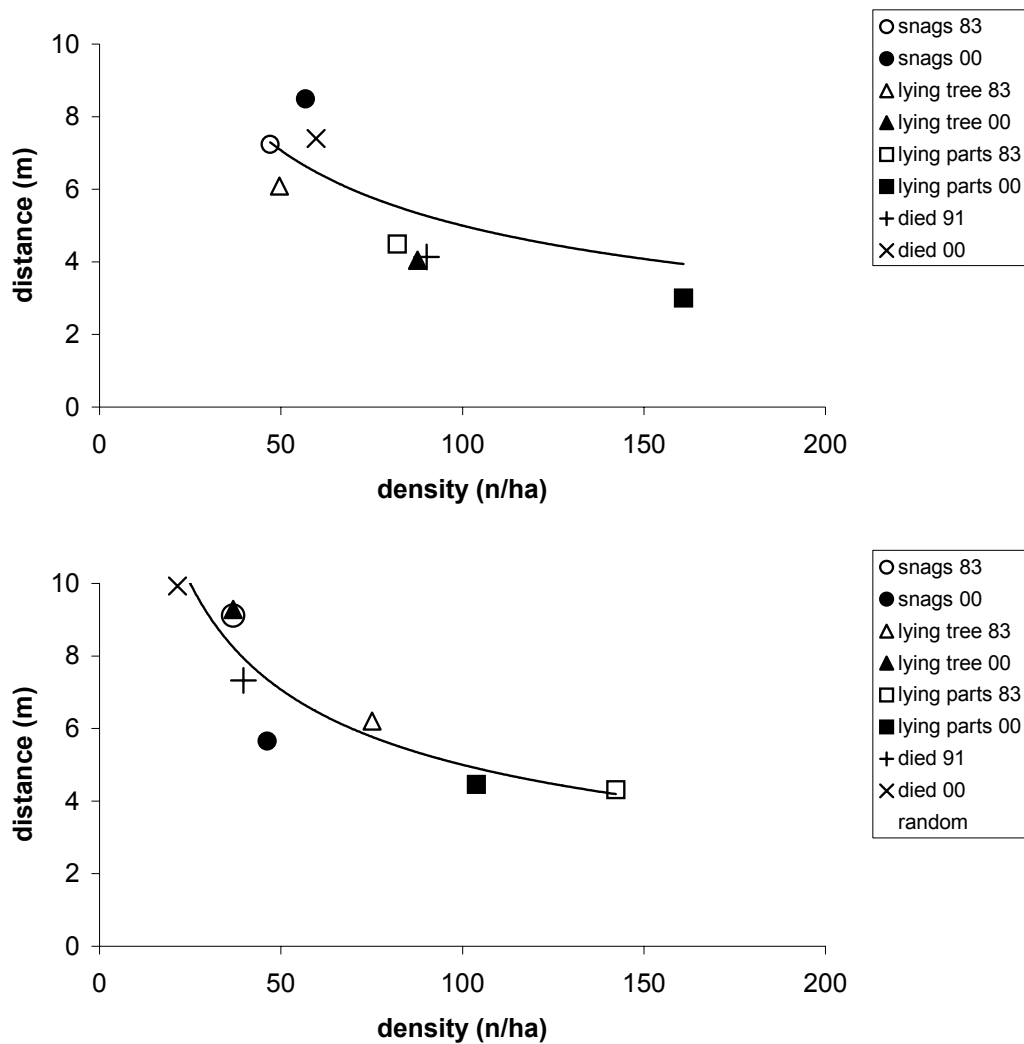 10
8
6
4
2
0
distance (m)
0 50 100 150 200
density (n/ha)
snags 83
snags 00
lying tree 83
lying tree 00
lying parts 83
lying parts 00
died 91
died 00
10
8
6
4
2
0
distance (m)
0 50 100 150 200
density (n/ha)
snags 83
snags 00
lying tree 83
lying tree 00
lying parts 83
lying parts 00
died 91
died 00
random